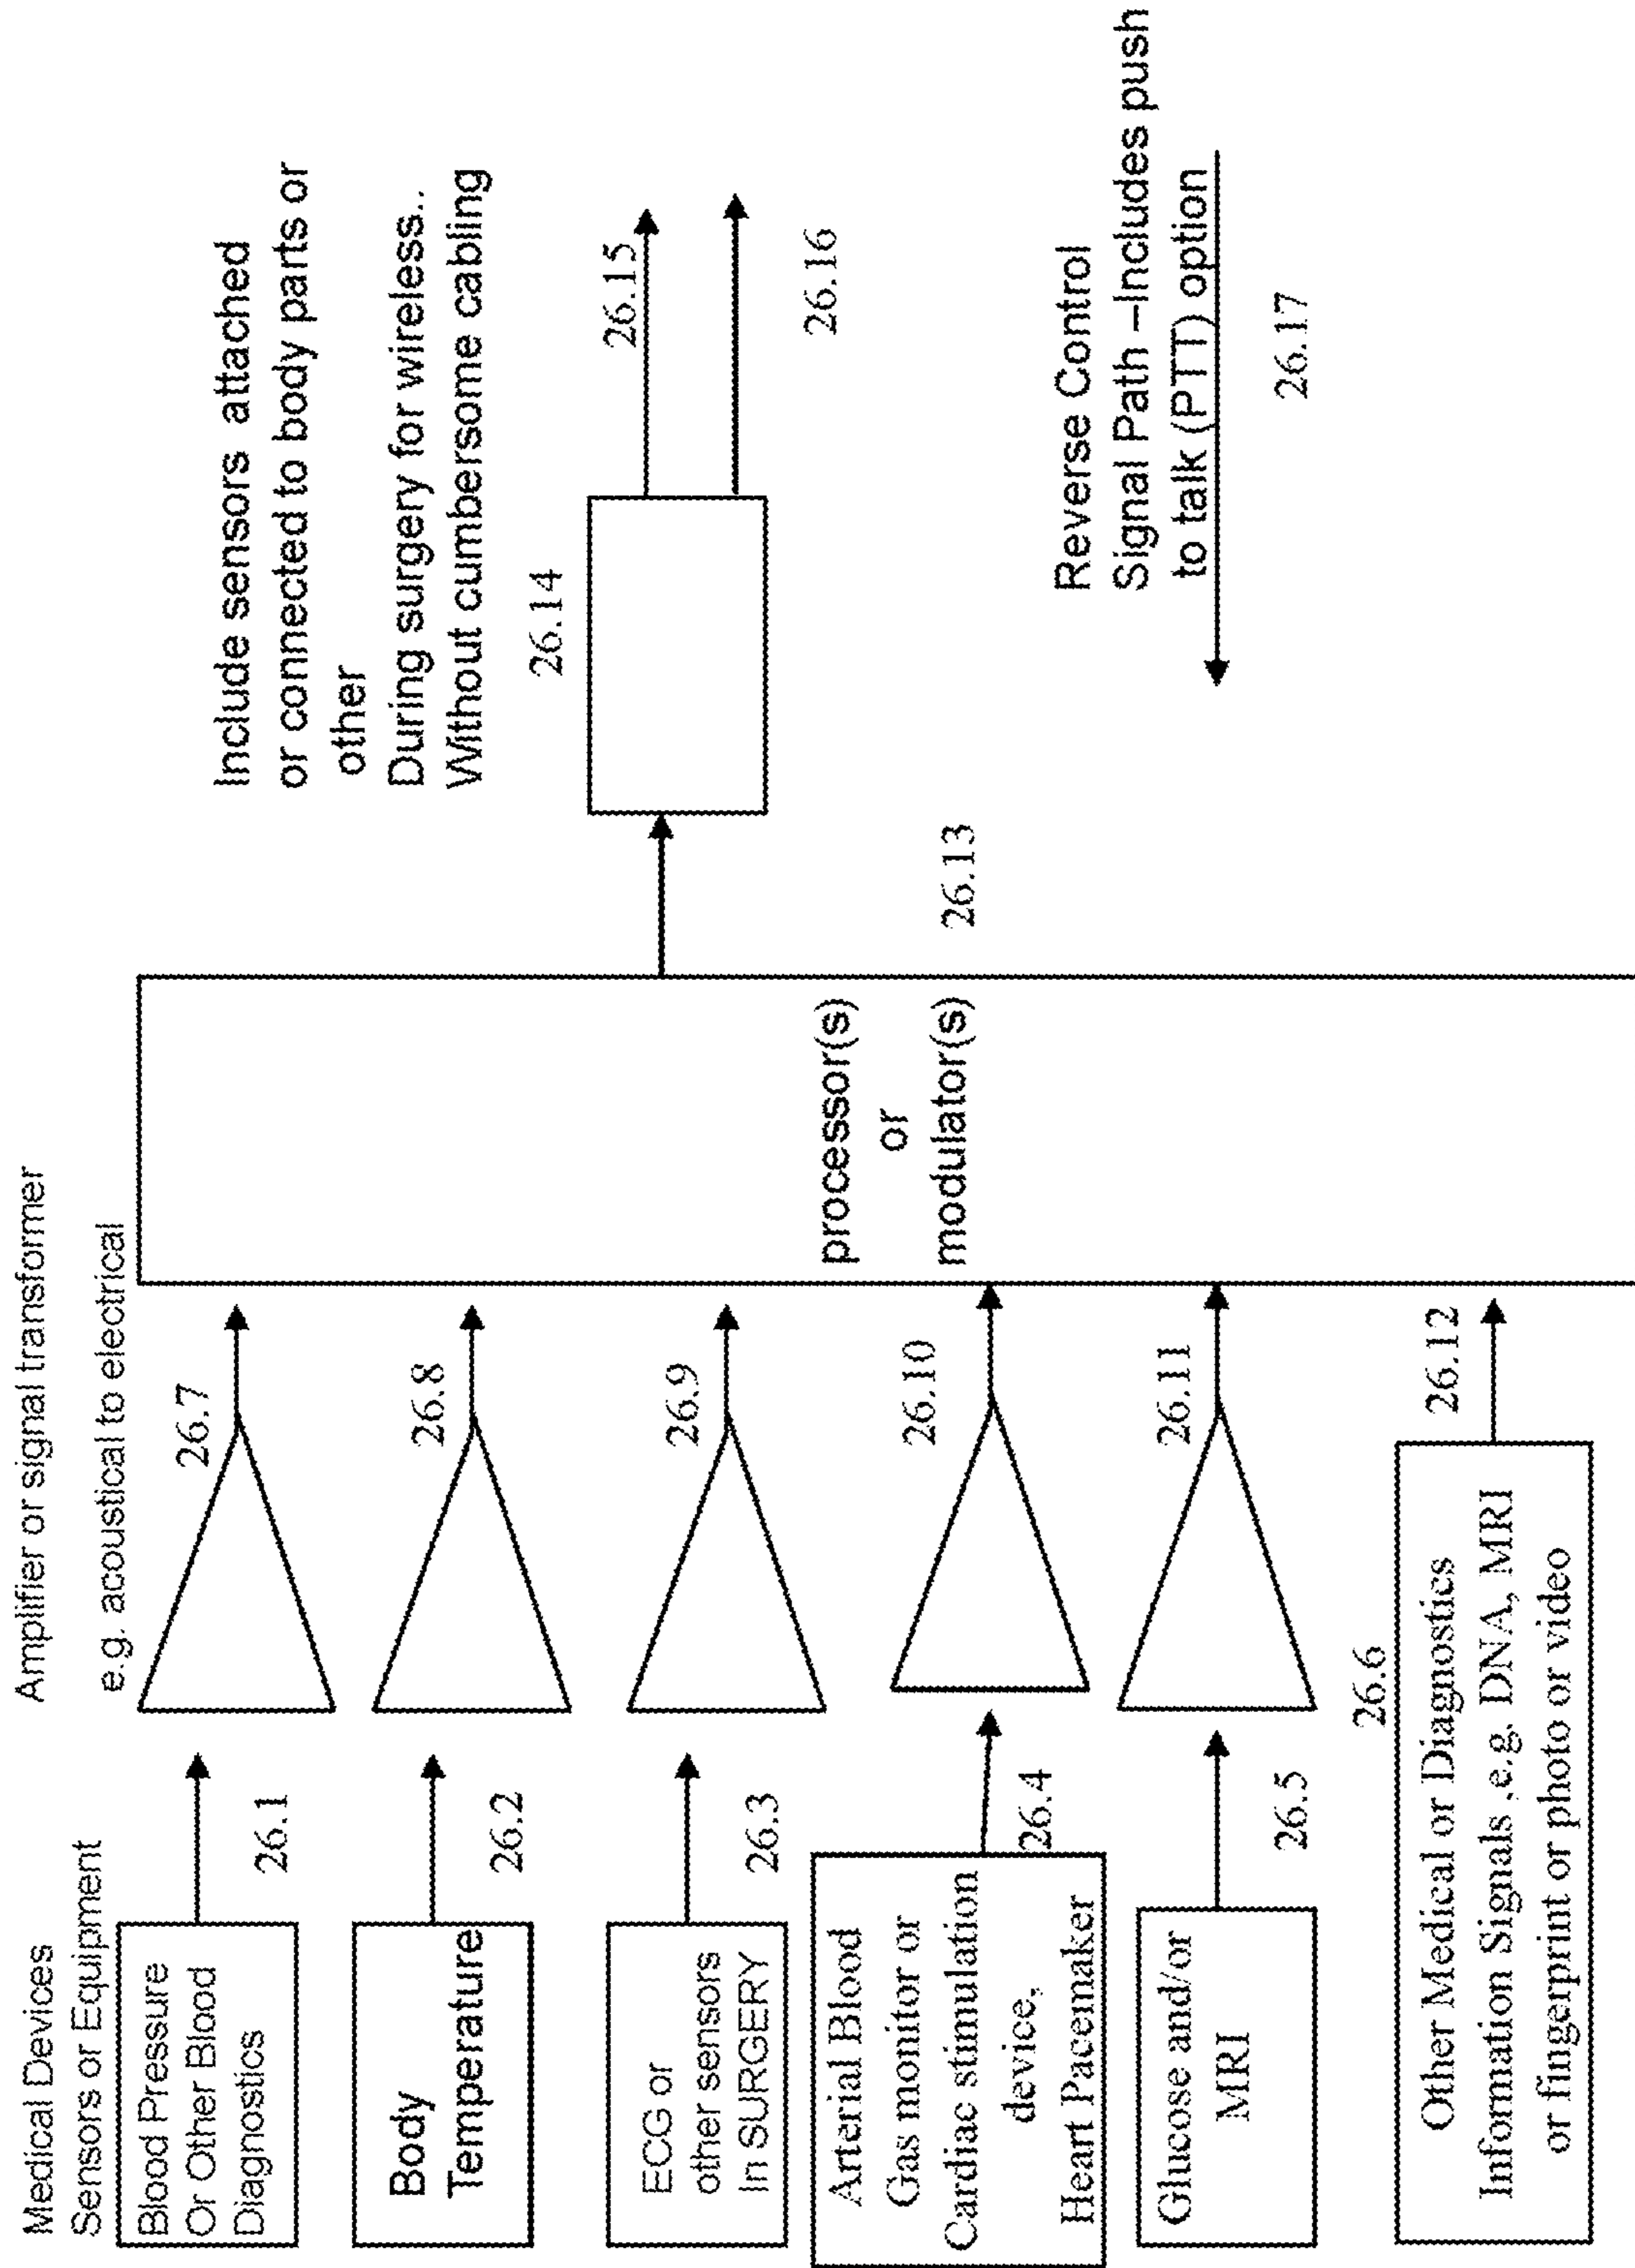 Medical Devices
Sensors or Equipment
Amplifier or signal transformer
e.g. acoustical to electrical
Blood Pressure
Or Other Blood
Diagnostics
26.1
26.7
Body
Temperature
26.2
26.8
ECG or
other sensors
In SURGERY
26.3
26.9
Arterial Blood
Gas monitor or
Cardiac stimulation
device,
Heart Pacemaker
26.4
26.10
Glucose and/or
MRI
26.5
26.11
26.6
Other Medical or Diagnostics
Information Signals ,e.g. DNA, MRI
or fingerprint or photo or video
26.12
processor(s)
or
modulator(s)
26.13
Include sensors attached
or connected to body parts or
other
During surgery for wireless..
Without cumbersome cabling
26.14
26.15
26.16
Reverse Control
Signal Path –Includes push
to talk (PTT) option
26.17